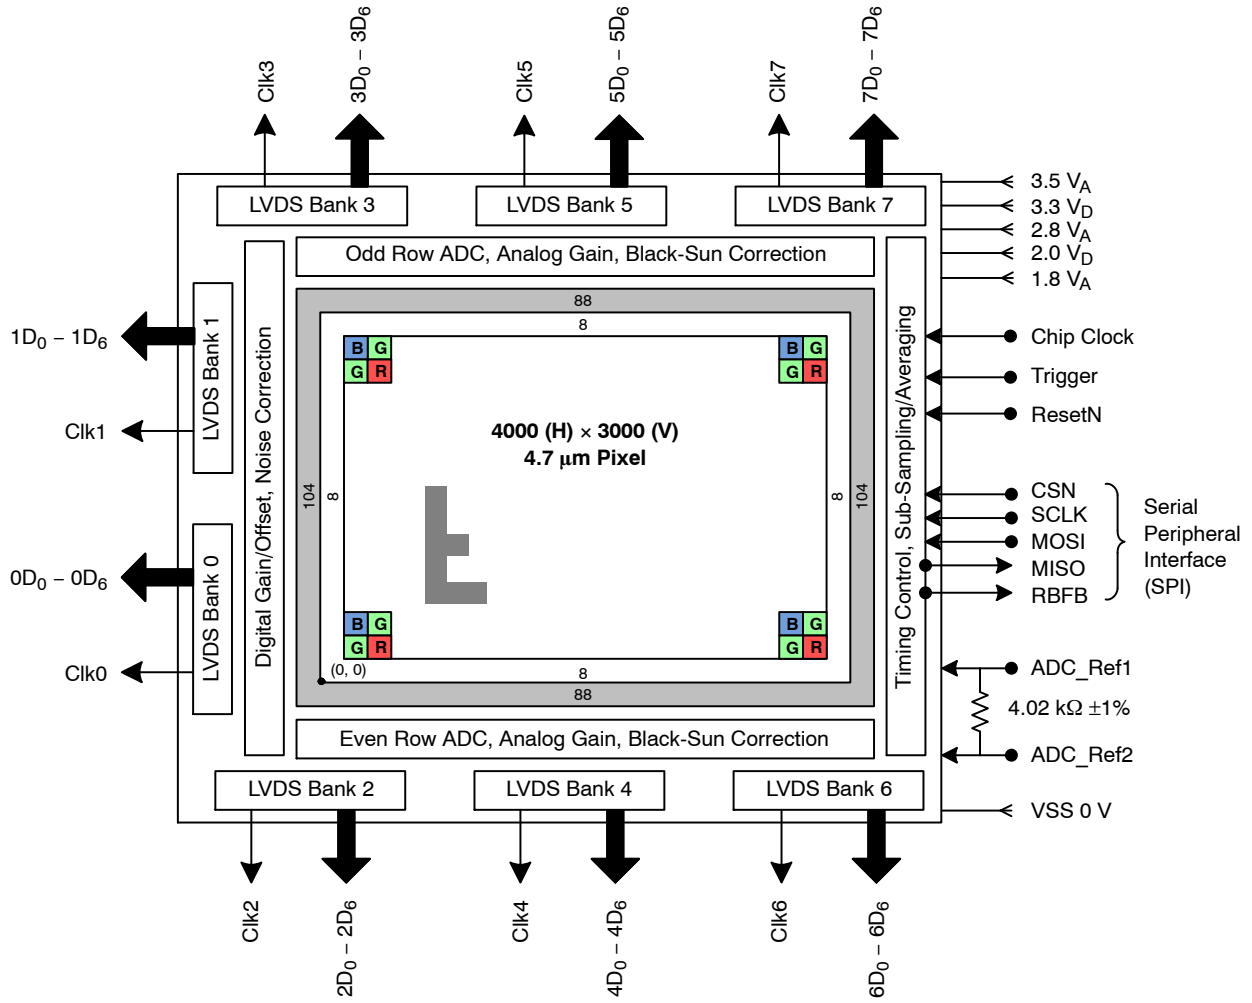 Clk3
3D0 – 3D6
Clk5
5D0 – 5D6
Clk7
7D0 – 7D6
LVDS Bank 3
LVDS Bank 5
LVDS Bank 7
3.5 VA
3.3 VD
2.8 VA
2.0 VD
1.8 VA
Odd Row ADC, Analog Gain, Black-Sun Correction
88
8
1D0 – 1D6
LVDS Bank 1
Clk1
Digital Gain/Offset, Noise Correction
B G
G R
B G
G R
Timing Control, Sub-Sampling/Averaging
Chip Clock
Trigger
ResetN
4000 (H) × 3000 (V)
4.7 μm Pixel
104
8
8
104
CSN
SCLK
MOSI
MISO
RBFB
Serial
Peripheral
Interface
(SPI)
0D0 – 0D6
LVDS Bank 0
Clk0
B G
G R
B G
G R
(0, 0)
8
88
ADC_Ref1
4.02 kΩ ±1%
ADC_Ref2
Even Row ADC, Analog Gain, Black-Sun Correction
LVDS Bank 2
LVDS Bank 4
LVDS Bank 6
VSS 0 V
Clk2
2D0 – 2D6
Clk4
4D0 – 4D6
Clk6
6D0 – 6D6